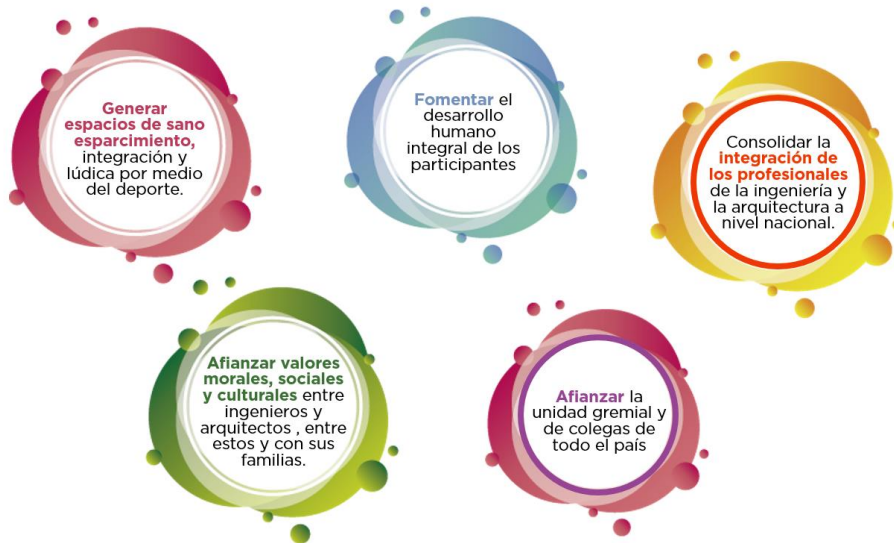 Generar
espacios de sano
esparcimiento,
integración y
lúdica por medio
del deporte.
Fomentar el
desarrollo
humano
integral de los
participantes
Consolidar la
integración de
los profesionales
de la ingeniería y
la arquitectura a
nivel nacional.
Afianzar valores
morales, sociales
y culturales entre
ingenieros y
arquitectos , entre
estos y con sus
familias.
Afianzar la
unidad gremial y
de colegas de
todo el país